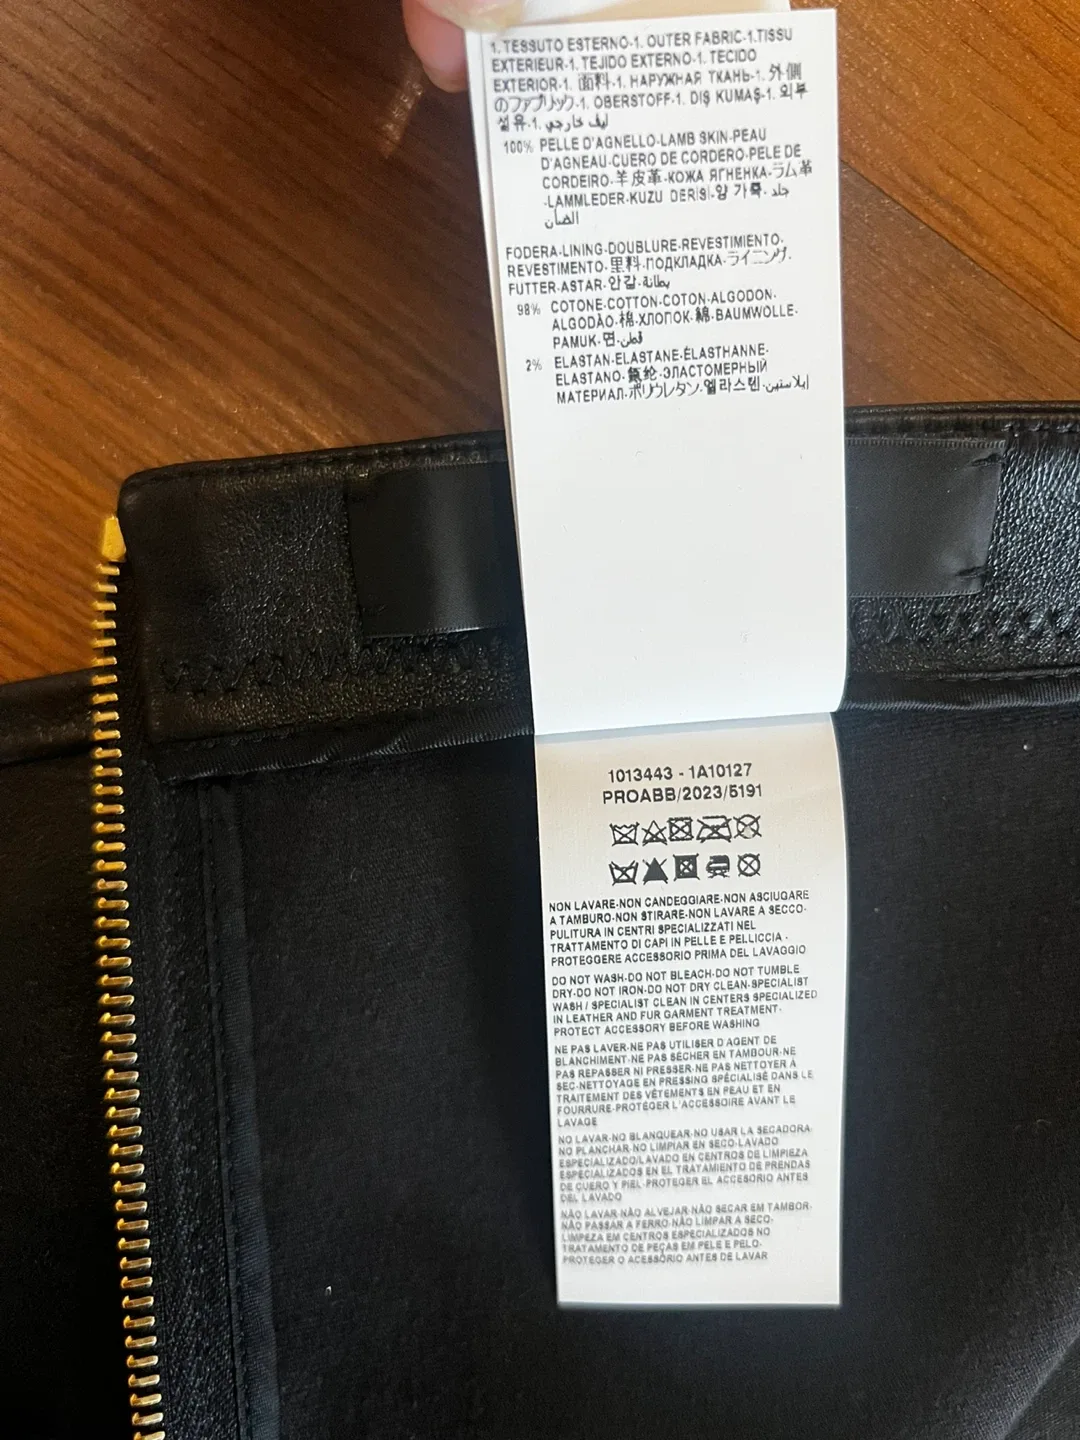 1. TESSUTO ESTERNO-1. OUTER FABRIC-1.TISSU
EXTERIEUR-1. TEJIDO EXTERNO-1. TECIDO
EXTERIOR-1. 面料-1. НАРУЖНАЯ ТКАНЬ-1. 外側
のファブリック-1. OBERSTOFF-1. DIŞ KUMAŞ-1. 외부
섬유-1. ليف خارجي
100% PELLE D'AGNELLO-LAMB SKIN-PEAU
D'AGNEAU-CUERO DE CORDERO-PELE DE
CORDEIRO-羊皮革-КОЖА ЯГНЕНКА-ラム革
-LAMMLEDER-KUZU DERISI-양 가죽- جلد
الضأن
FODERA-LINING-DOUBLURE-REVESTIMIENTO-
REVESTIMENTO-里料-ПОДКЛАДКА-ライニング-
FUTTER-ASTAR-안감-بطانة
98% COTONE-COTTON-COTON-ALGODON-
ALGODÃO-棉-ХЛОПОК-綿-BAUMWOLLE-
PAMUK-면-قطن
2% ELASTAN-ELASTANE-ÉLASTHANNE-
ELASTANO-氨纶-ЭЛАСТОМЕРНЫЙ
МАТЕРИАЛ-ポリウレタン-엘라스텐-إيلاستين
1013443 - 1A10127
PROABB/2023/5191
NON LAVARE-NON CANDEGGIARE-NON ASCIUGARE
A TAMBURO-NON STIRARE-NON LAVARE A SECCO-
PULITURA IN CENTRI SPECIALIZZATI NEL
TRATTAMENTO DI CAPI IN PELLE E PELLICCIA -
PROTEGGERE ACCESSORIO PRIMA DEL LAVAGGIO
DO NOT WASH-DO NOT BLEACH-DO NOT TUMBLE
DRY-DO NOT IRON-DO NOT DRY CLEAN-SPECIALIST
WASH / SPECIALIST CLEAN IN CENTERS SPECIALIZED
IN LEATHER AND FUR GARMENT TREATMENT-
PROTECT ACCESSORY BEFORE WASHING
NE PAS LAVER-NE PAS UTILISER D'AGENT DE
BLANCHIMENT-NE PAS SÉCHER EN TAMBOUR-NE
PAS REPASSER NI PRESSER-NE PAS NETTOYER À
SEC-NETTOYAGE EN PRESSING SPÉCIALISÉ DANS LE
TRAITEMENT DES VÊTEMENTS EN PEAU ET EN
FOURRURE-PROTÉGER L'ACCESSOIRE AVANT LE
LAVAGE
NO LAVAR-NO BLANQUEAR-NO USAR LA SECADORA-
NO PLANCHAR-NO LIMPIAR EN SECO-LAVADO
ESPECIALIZADO/LAVADO EN CENTROS DE LIMPIEZA
ESPECIALIZADOS EN EL TRATAMIENTO DE PRENDAS
DE CUERO Y PIEL-PROTEGER EL ACCESORIO ANTES
DEL LAVADO
NÃO LAVAR-NÃO ALVEJAR-NÃO SECAR EM TAMBOR-
NÃO PASSAR A FERRO-NÃO LIMPAR A SECO-
LIMPEZA EM CENTROS ESPECIALIZADOS NO
TRATAMENTO DE PEÇAS EM PELE E PELO-
PROTEGER O ACESSÓRIO ANTES DE LAVAR